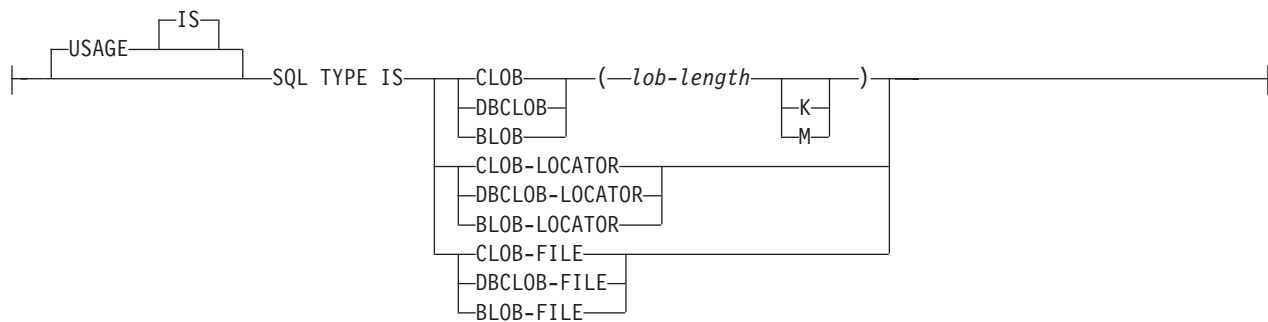 IS
USAGE
SQL TYPE IS CLOB ( lob-length )
DBCLOB K
BLOB M
CLOB-LOCATOR
DBCLOB-LOCATOR
BLOB-LOCATOR
CLOB-FILE
DBCLOB-FILE
BLOB-FILE